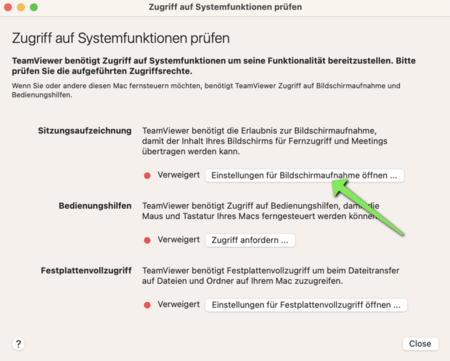 Zugriff auf Systemfunktionen prüfen
Zugriff auf Systemfunktionen prüfen
TeamViewer benötigt Zugriff auf Systemfunktionen um seine Funktionalität bereitzustellen. Bitte
prüfen Sie die aufgeführten Zugriffsrechte.
Wenn Sie oder andere diesen Mac fernsteuern möchten, benötigt TeamViewer Zugriff auf Bildschirmaufnahme und
Bedienungshilfen.
Sitzungsaufzeichnung TeamViewer benötigt die Erlaubnis zur Bildschirmaufnahme,
damit der Inhalt Ihres Bildschirms für Fernzugriff und Meetings
übertragen werden kann.
Verweigert Einstellungen für Bildschirmaufnahme öffnen ...
Bedienungshilfen TeamViewer benötigt Zugriff auf Bedienungshilfen, damit die
Maus und Tastatur Ihres Macs ferngesteuert werden können
Verweigert Zugriff anfordern ...
Festplattenvollzugriff TeamViewer benötigt Festplattenvollzugriff um beim Dateitransfer
auf Dateien und Ordner auf Ihrem Mac zuzugreifen.
Verweigert Einstellungen für Festplattenvollzugriff öffnen ...
? Close